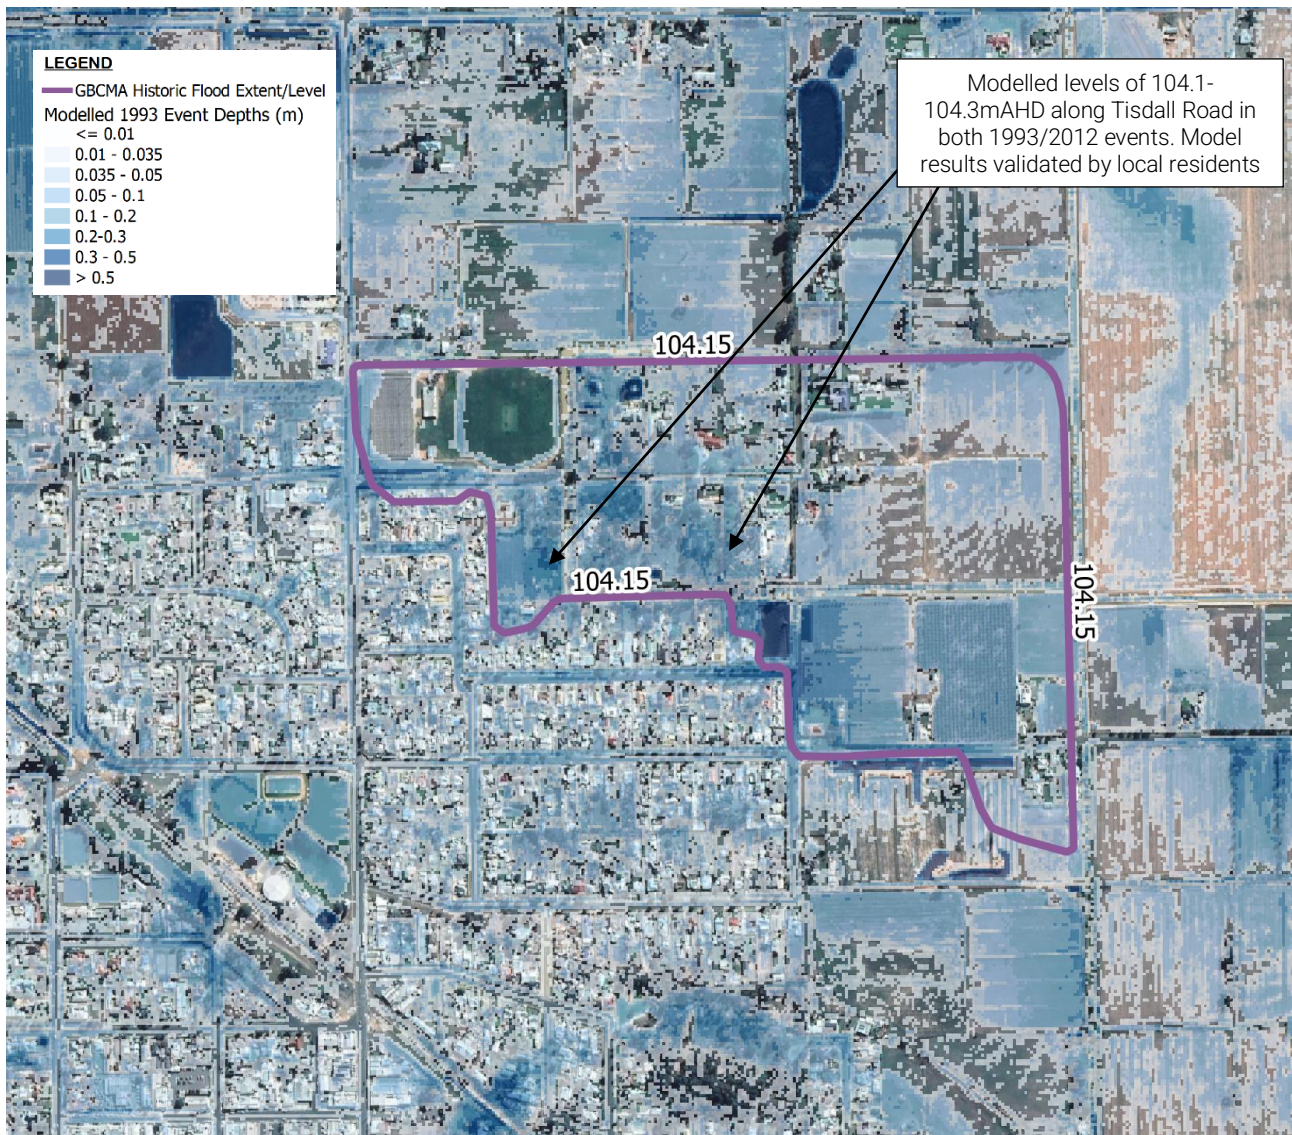 LEGEND
GBCMA Historic Flood Extent/Level
Modelled 1993 Event Depths (m)
<= 0.01
0.01 - 0.035
0.035 - 0.05
0.05 - 0.1
0.1 - 0.2
0.2-0.3
0.3 - 0.5
> 0.5
Modelled levels of 104.1-
104.3mAHD along Tisdall Road in
both 1993/2012 events. Model
results validated by local residents
104.15
104.15
104.15